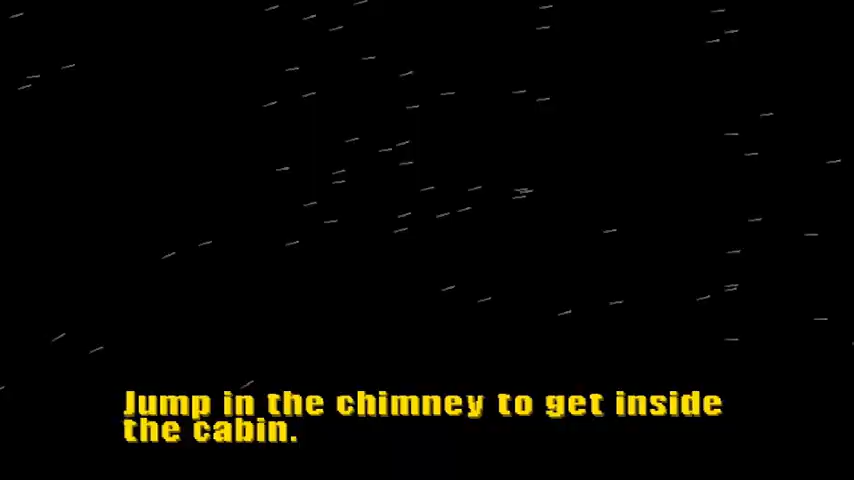 Jump in the chimney to get inside
the cabin.